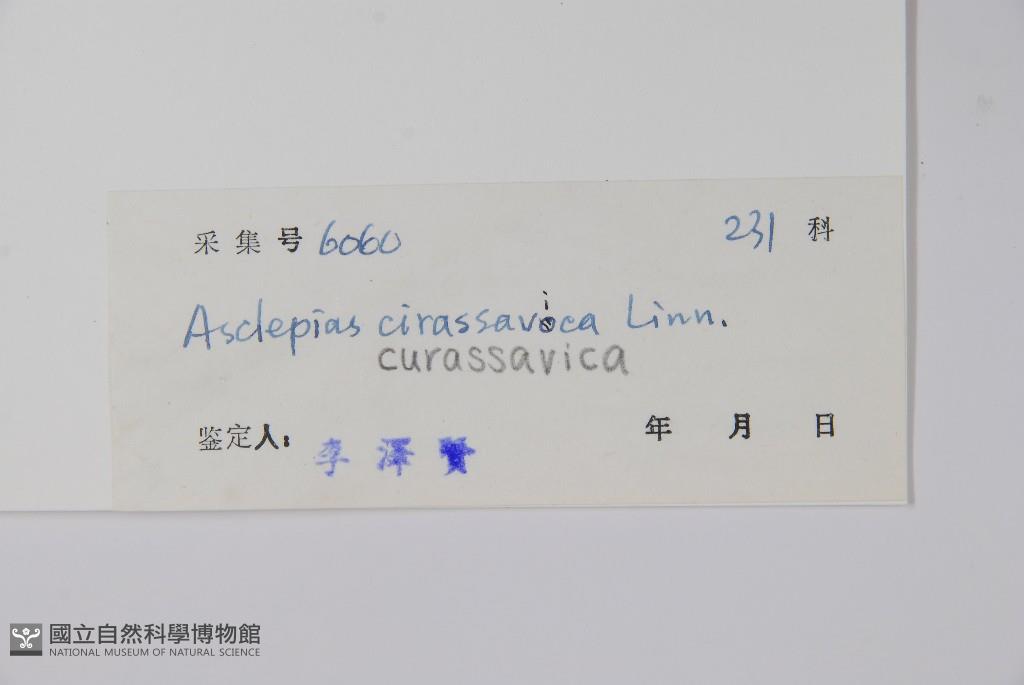 采集号 6060 231 科
Asclepias cirassavica Linn.
curassavica
鉴定人: 李澤賢 年 月 日
國立自然科學博物館
NATIONAL MUSEUM OF NATURAL SCIENCE